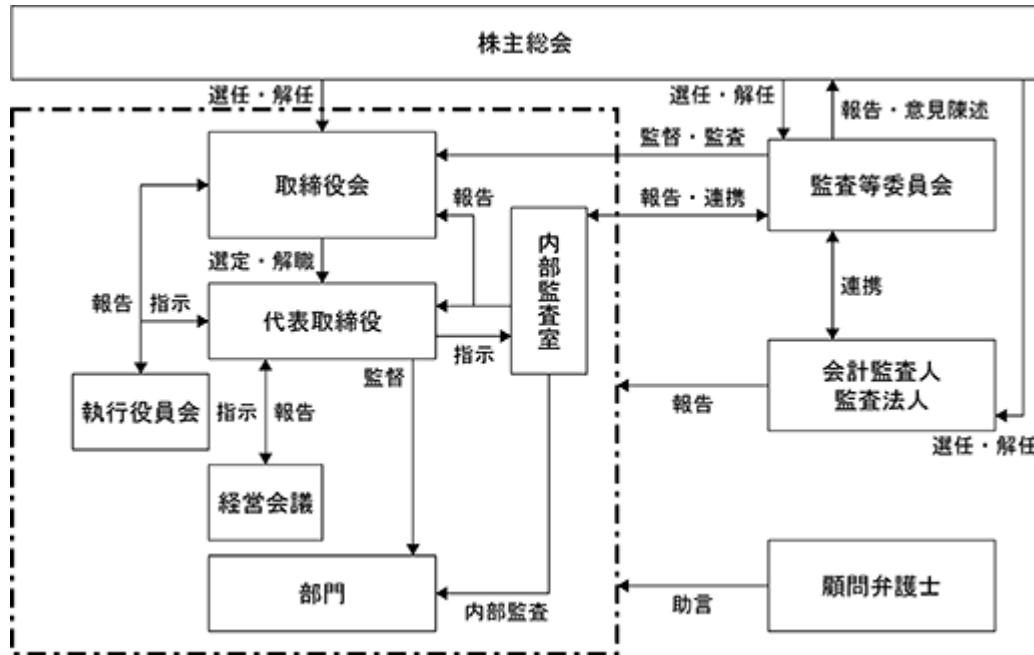 株主総会
選任・解任
選任・解任
報告・意見陳述
監督・監査
取締役会
監査等委員会
報告
報告・連携
内部監査室
選定・解職
連携
報告
指示
代表取締役
指示
会計監査人
監査法人
監督
報告
執行役員会
指示
報告
選任・解任
経営会議
部門
内部監査
助言
顧問弁護士